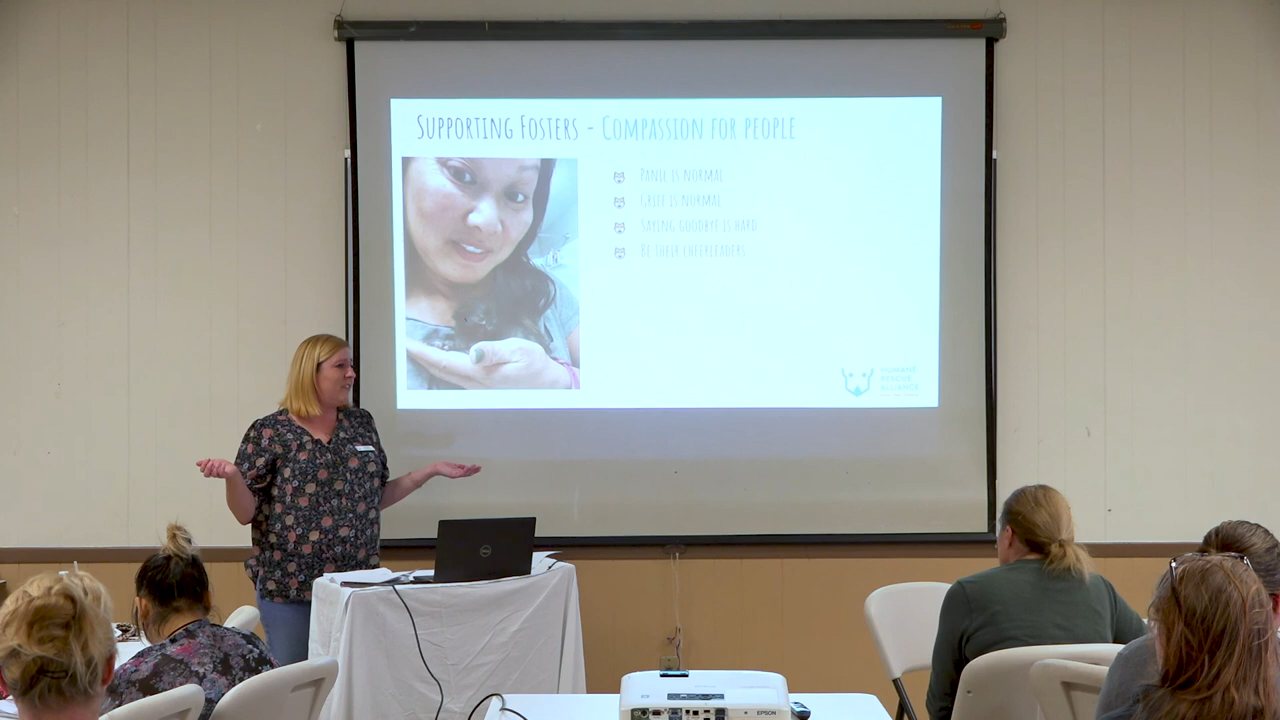 Supporting Fosters - Compassion for people
Panic is normal
Grief is normal
Saying goodbye is hard
Be their cheerleaders
HUMANE
RESCUE
ALLIANCE
DELL
EPSON